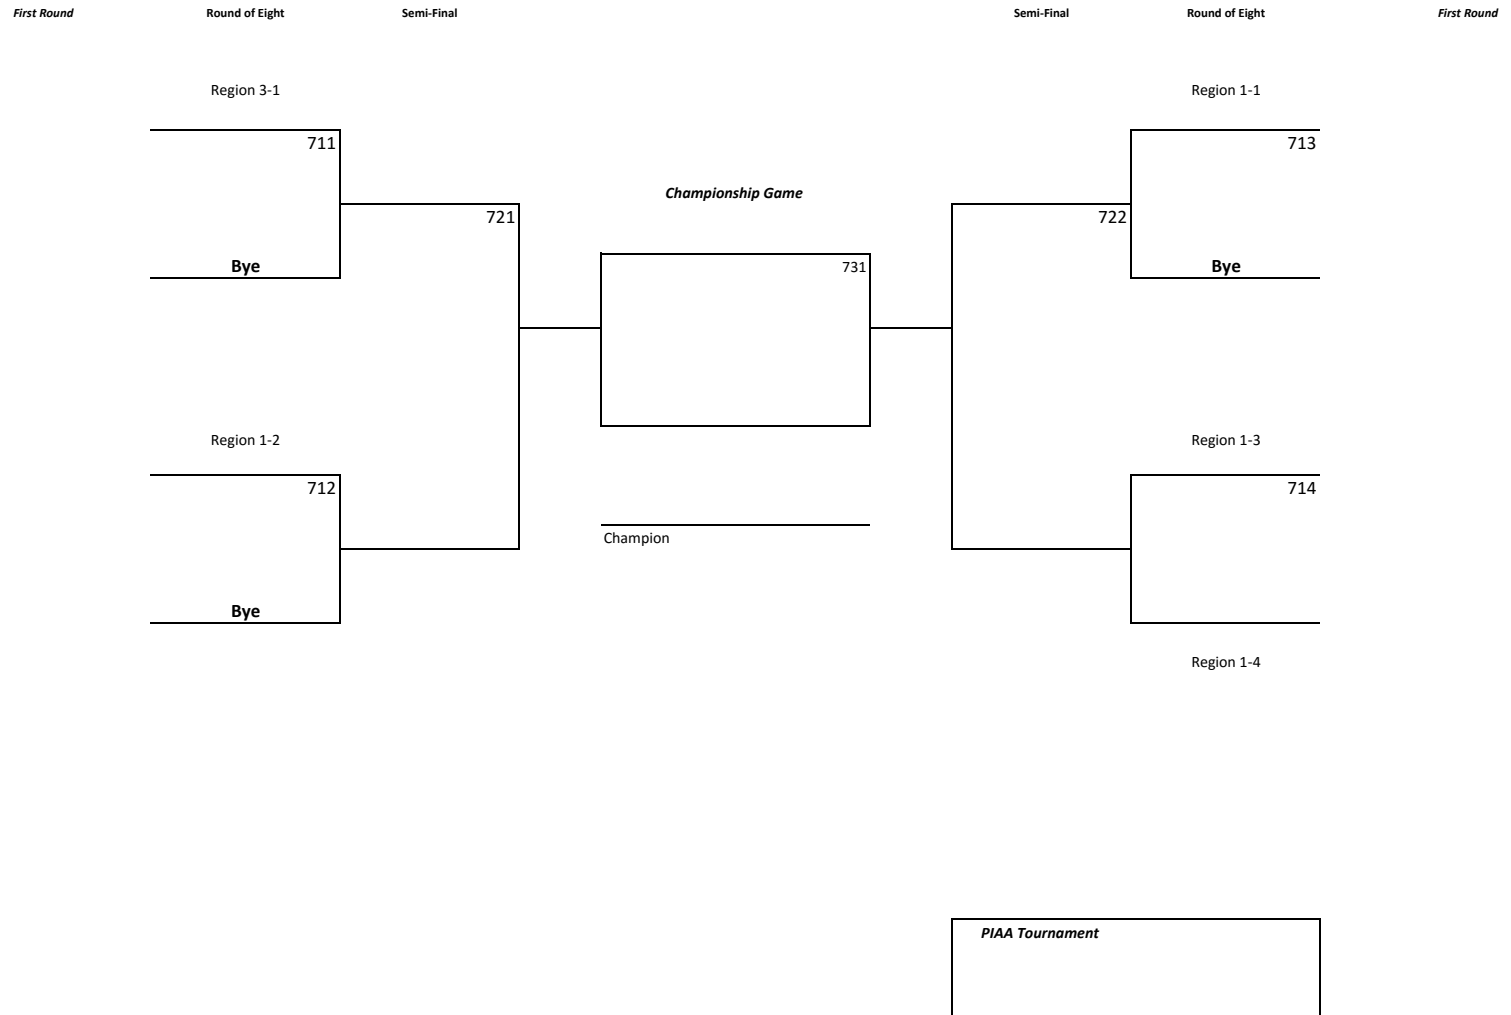 First Round Round of Eight Semi-Final Semi-Final Round of Eight First Round
Region 3-1 Region 1-1
711 713
Championship Game
721 722
Bye 731 Bye
Region 1-2 Region 1-3
712 714
Champion
Bye
Region 1-4
PIAA Tournament